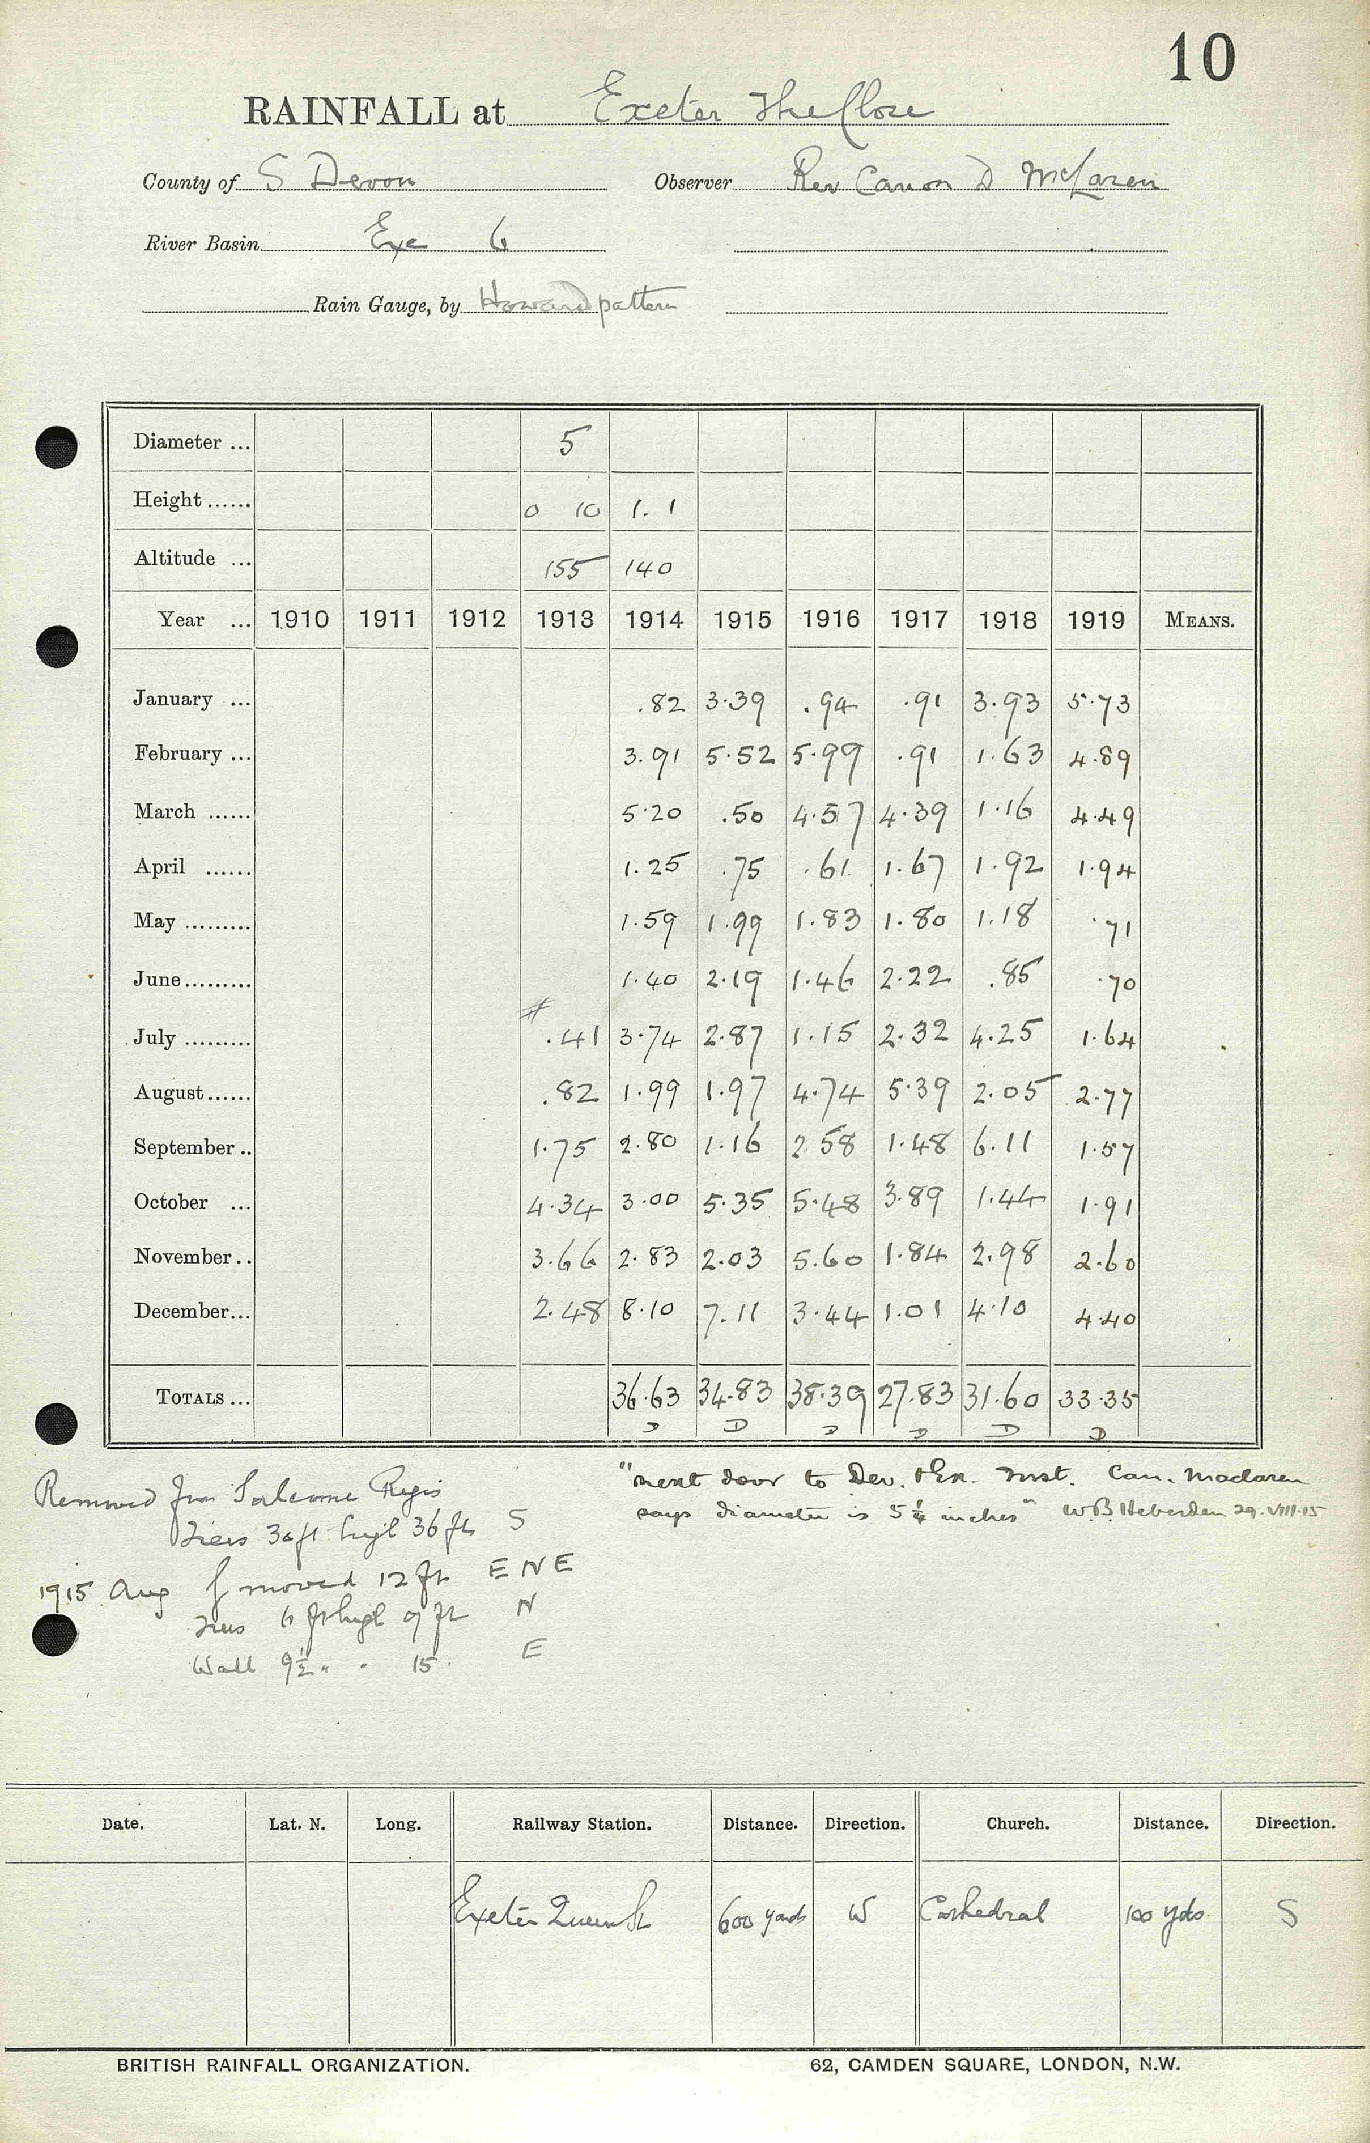 10
RAINFALL at Exeter The Close
County of S Devon Observer Rev Canon D McLaren
River Basin Exe 6
Rain Gauge, by Howard pattern
Diameter ... 5
Height ...... 0 10 1.1
Altitude ... 155 140
Year ... 1910 1911 1912 1913 1914 1915 1916 1917 1918 1919 MEANS.
January ... .82 3.39 .94 .91 3.93 5.73
February ... 3.91 5.52 5.99 .91 1.63 4.89
March ...... 5.20 .50 4.57 4.39 1.16 4.49
April ...... 1.25 .75 .61 1.67 1.92 1.94
May ......... 1.59 1.99 1.83 1.80 1.18 .71
June......... 1.40 2.19 1.46 2.22 .85 .70
#
July ......... .41 3.74 2.87 1.15 2.32 4.25 1.64
August...... .82 1.99 1.97 4.74 5.39 2.05 2.77
September.. 1.75 2.80 1.16 2.58 1.48 6.11 1.57
October ... 4.34 3.00 5.35 5.48 3.89 1.44 1.91
November.. 3.66 2.83 2.03 5.60 1.84 2.98 2.60
December... 2.48 8.10 7.11 3.44 1.01 4.10 4.40
TOTALS ... 36.63 34.83 38.39 27.83 31.60 33.35
D D D D D D
Removed from Salcome Regis
Trees 30ft high 36 ft S
1915 Aug moved 12 ft ENE
Trees 6 ft high 9 ft N
Wall 9½ " " 15 E
"next door to Dev. & Ex. Inst. Can. Maclaren
says diameter is 5¼ inches" W.B. Heberden 29.VIII.15
Date. Lat. N. Long. Railway Station. Distance. Direction. Church. Distance. Direction.
Exeter Queen St 600 yards W Cathedral 100 yds S
BRITISH RAINFALL ORGANIZATION. 62, CAMDEN SQUARE, LONDON, N.W.